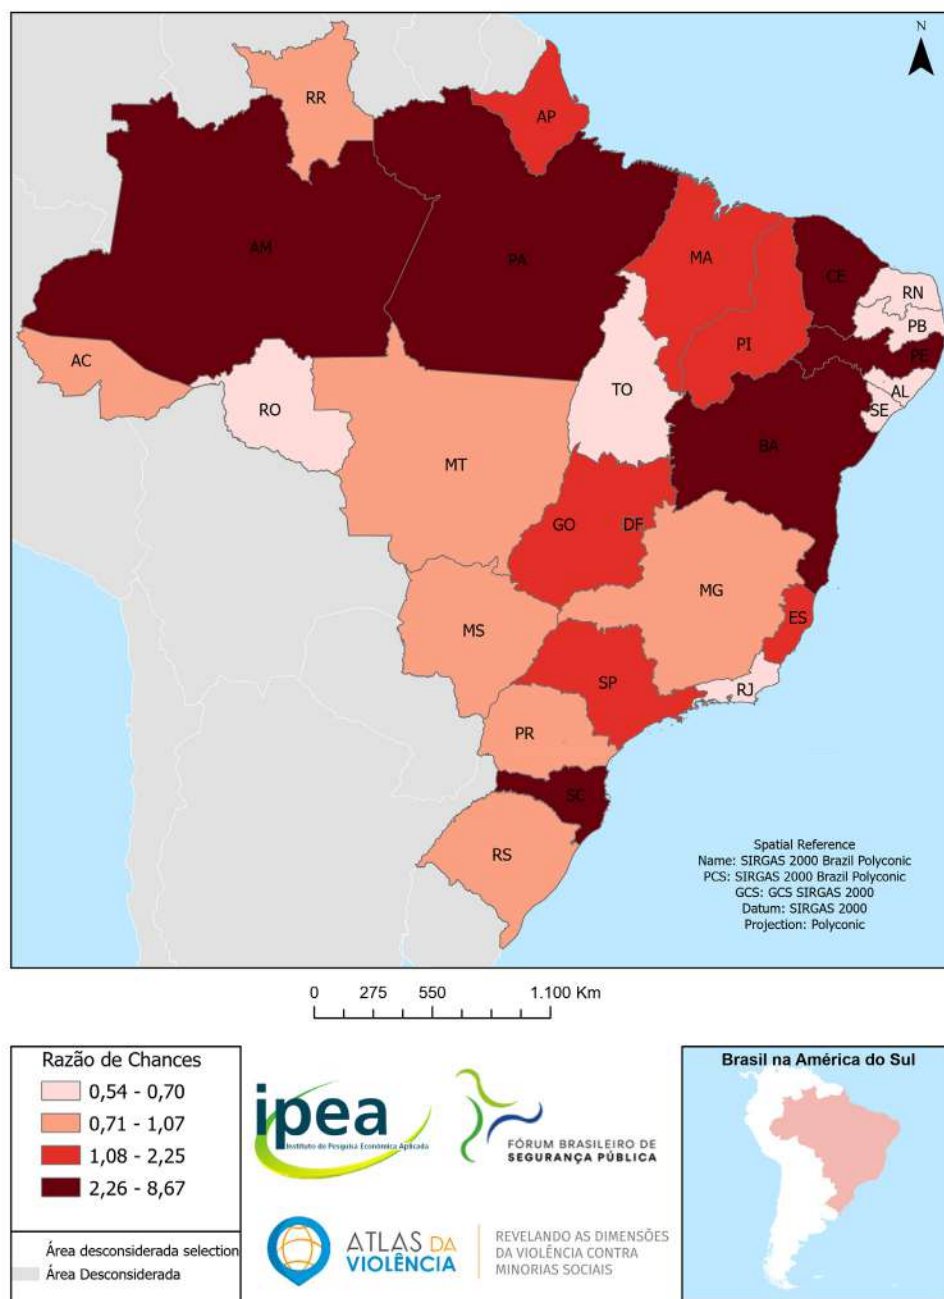 N
RR
AP
AM
PA
MA
CE
RN
PB
PI
PE
AC
TO
AL
RO
SE
BA
MT
GO
DF
MG
MS
ES
SP
RJ
PR
SC
RS
Spatial Reference
Name: SIRGAS 2000 Brazil Polyconic
PCS: SIRGAS 2000 Brazil Polyconic
GCS: GCS SIRGAS 2000
Datum: SIRGAS 2000
Projection: Polyconic
0 275 550 1.100 Km
Razão de Chances
0,54 - 0,70
0,71 - 1,07
1,08 - 2,25
2,26 - 8,67
Área desconsiderada selection
Área Desconsiderada
ipea
Instituto de Pesquisa Econômica Aplicada
FÓRUM BRASILEIRO DE
SEGURANÇA PÚBLICA
ATLAS DA
VIOLÊNCIA
REVELANDO AS DIMENSÕES
DA VIOLÊNCIA CONTRA
MINORIAS SOCIAIS
Brasil na América do Sul